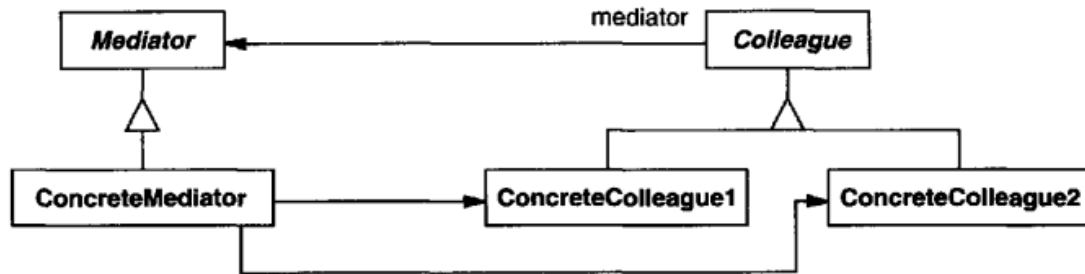 mediator
Mediator
Colleague
ConcreteMediator
ConcreteColleague1
ConcreteColleague2